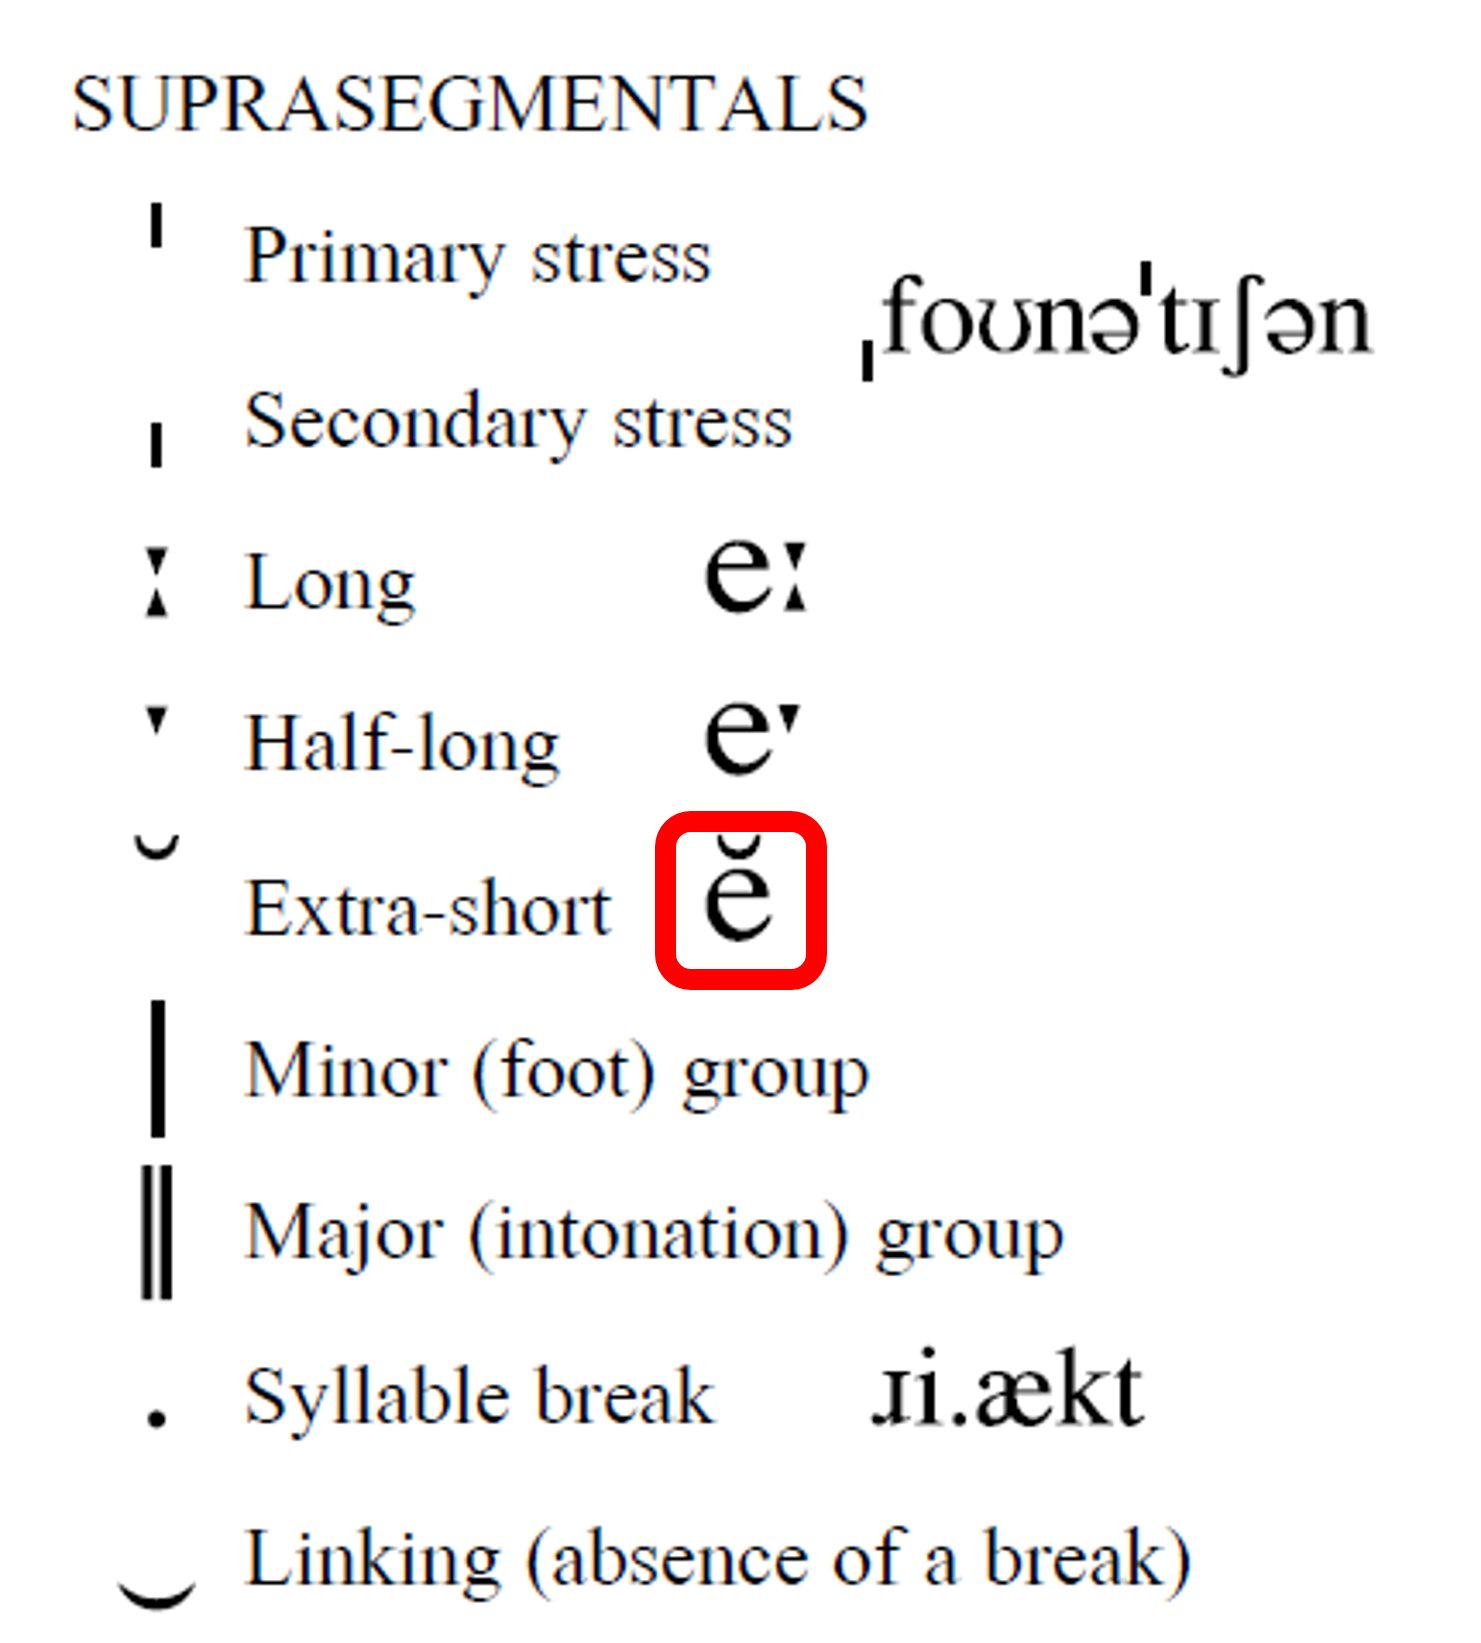 SUPRASEGMENTALS
ˈ Primary stress ˌfoʊnəˈtɪʃən
ˌ Secondary stress
ː Long eː
ˑ Half-long eˑ
˘ Extra-short ĕ
| Minor (foot) group
‖ Major (intonation) group
. Syllable break ɹi.ækt
‿ Linking (absence of a break)